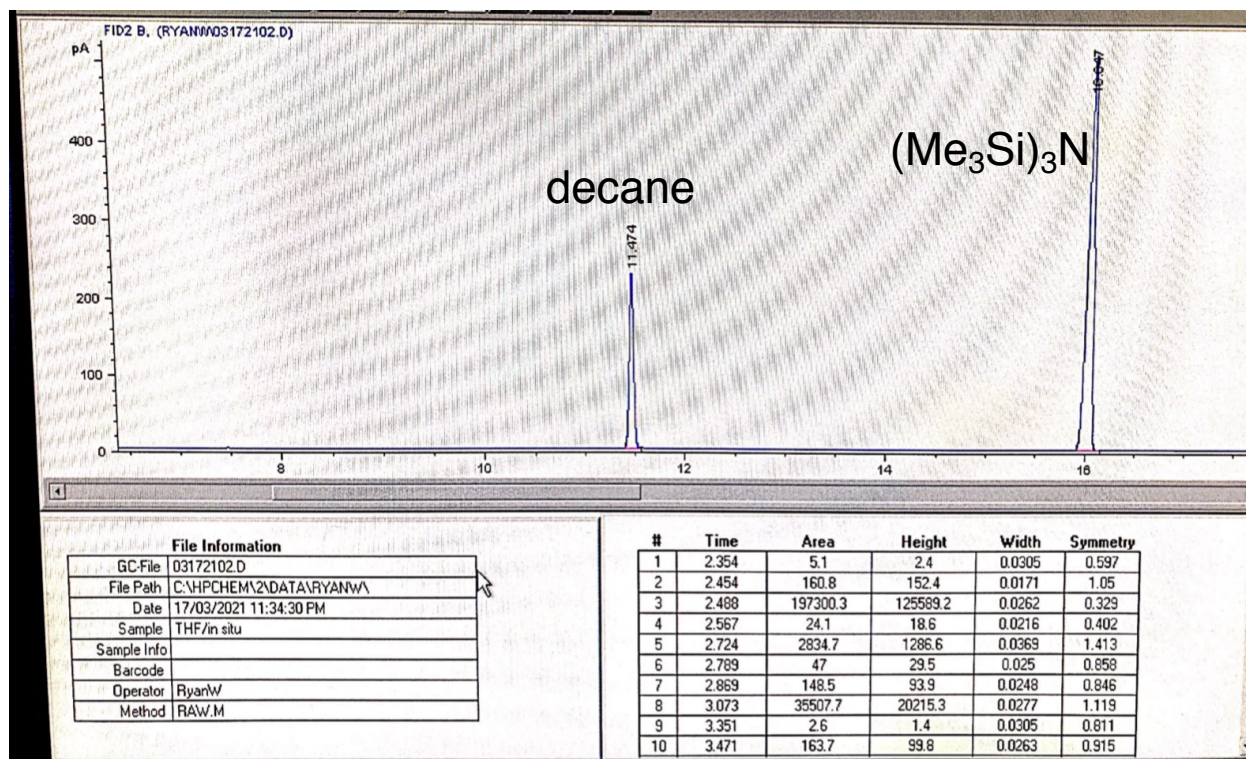 FID2 B, (RYANW\03172102.D)
pA
400
300
200
100
0
8
10
12
14
16
decane
11.474
(Me₃Si)₃N
File Information
GC-File 03172102.D
File Path C:\HPCHEM\2\DATA\RYANW\
Date 17/03/2021 11:34:30 PM
Sample THF/in situ
Sample Info
Barcode
Operator RyanW
Method RAW.M
# Time Area Height Width Symmetry
1 2.354 5.1 2.4 0.0305 0.597
2 2.454 160.8 152.4 0.0171 1.05
3 2.488 197300.3 125589.2 0.0262 0.329
4 2.567 24.1 18.6 0.0216 0.402
5 2.724 2834.7 1286.6 0.0369 1.413
6 2.789 47 29.5 0.025 0.858
7 2.869 148.5 93.9 0.0248 0.846
8 3.073 35507.7 20215.3 0.0277 1.119
9 3.351 2.6 1.4 0.0305 0.811
10 3.471 163.7 99.8 0.0263 0.915